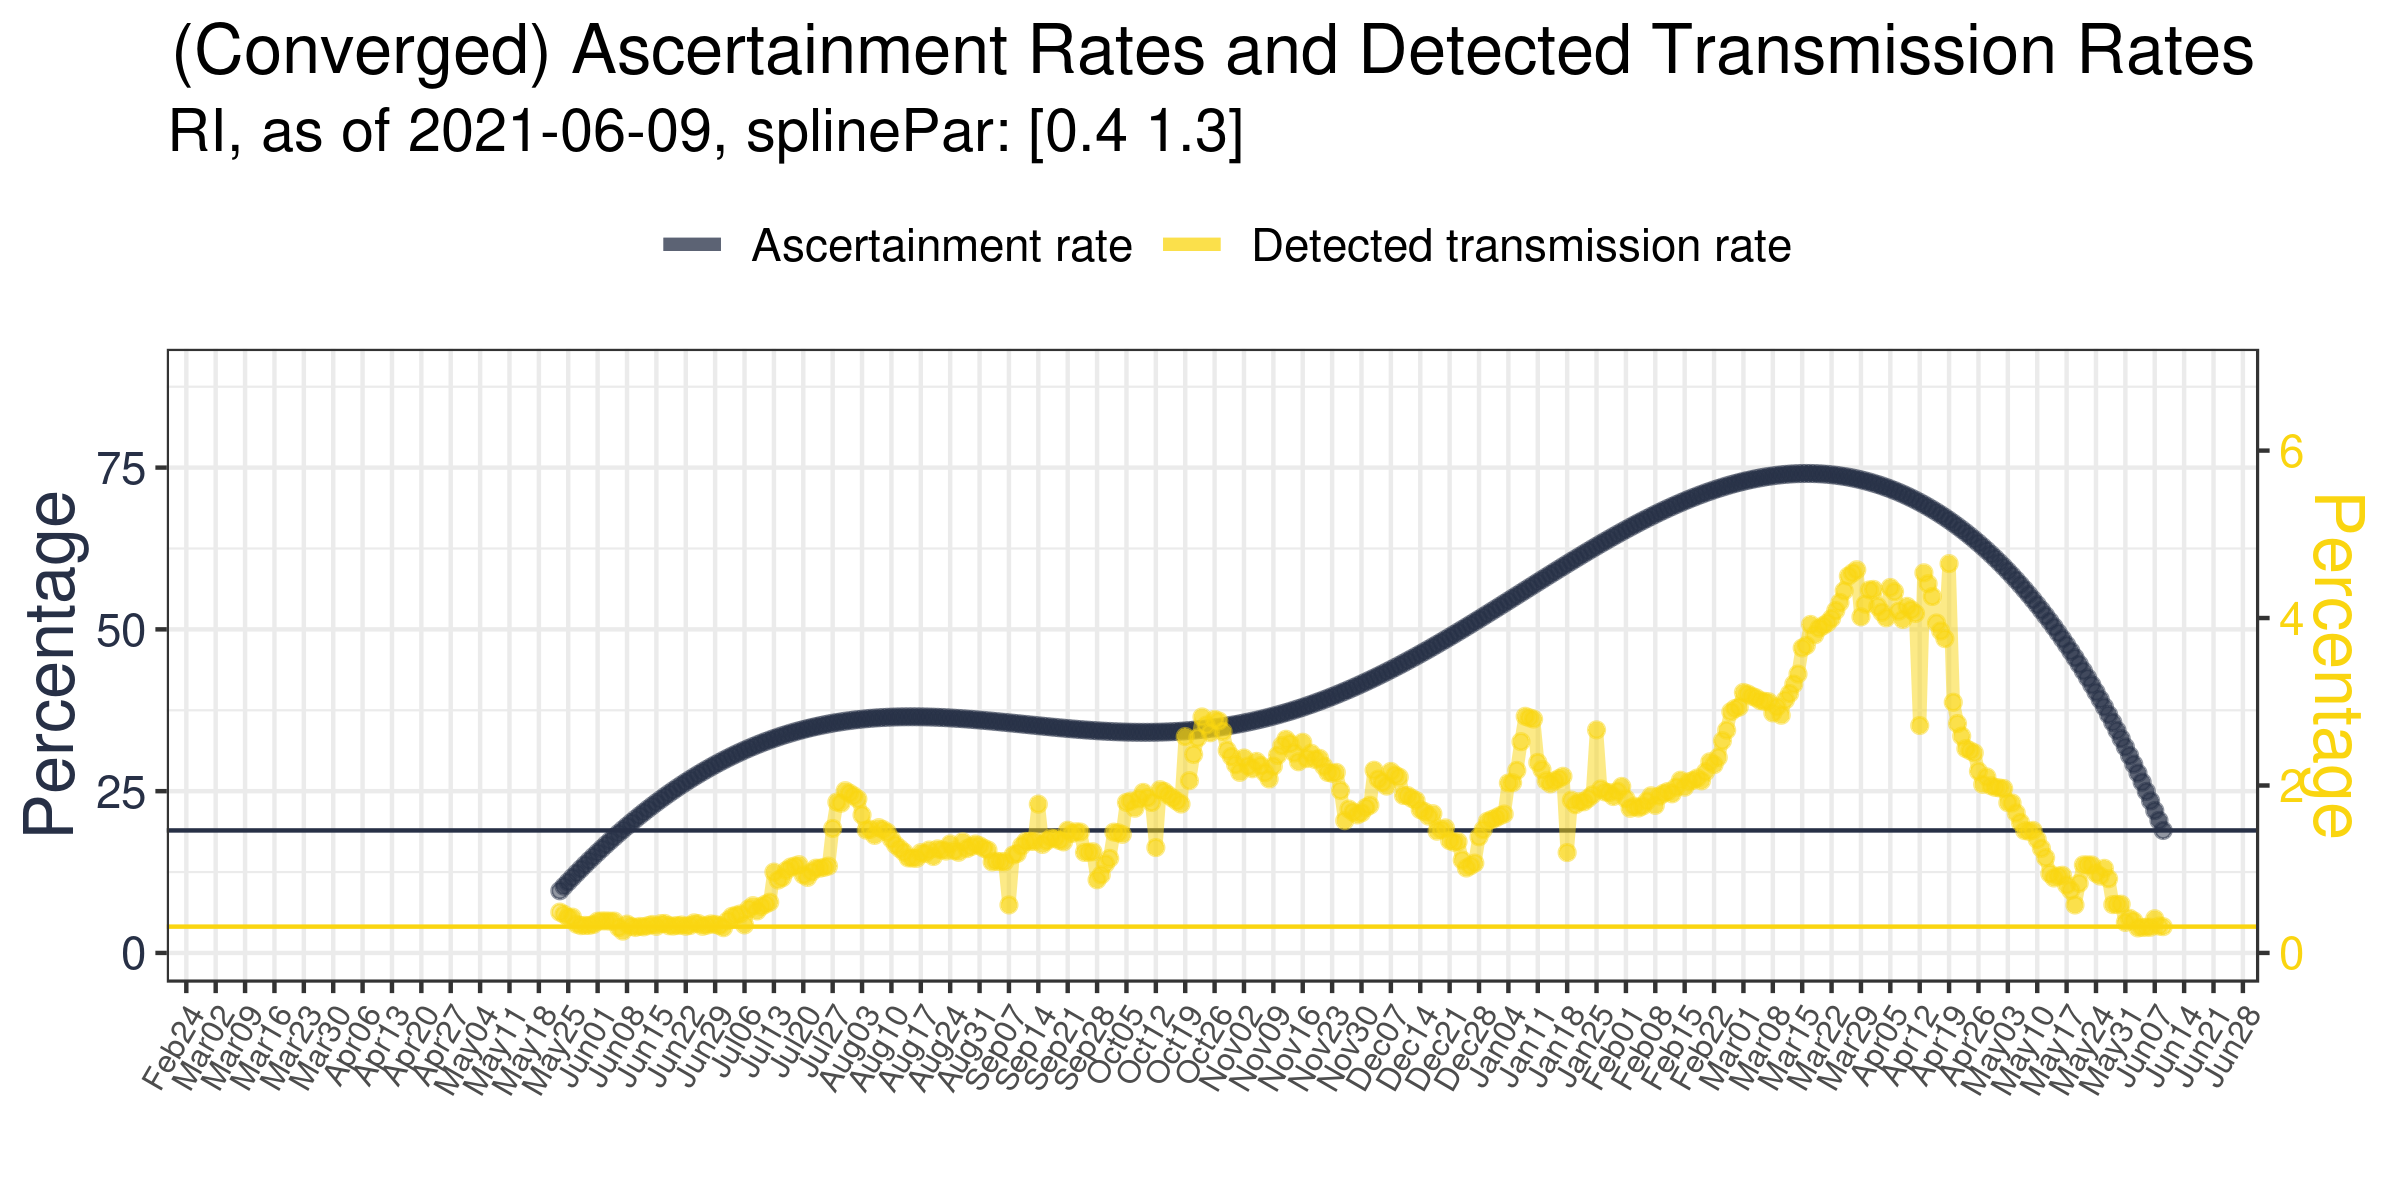 (Converged) Ascertainment Rates and Detected Transmission Rates
RI, as of 2021-06-09, splinePar: [0.4 1.3]
Ascertainment rate
Detected transmission rate
Percentage
75
50
25
0
6
4
2
0
Percentage
Feb24
Mar02
Mar09
Mar16
Mar23
Mar30
Apr06
Apr13
Apr20
Apr27
May04
May11
May18
May25
Jun01
Jun08
Jun15
Jun22
Jun29
Jul06
Jul13
Jul20
Jul27
Aug03
Aug10
Aug17
Aug24
Aug31
Sep07
Sep14
Sep21
Sep28
Oct05
Oct12
Oct19
Oct26
Nov02
Nov09
Nov16
Nov23
Nov30
Dec07
Dec14
Dec21
Dec28
Jan04
Jan11
Jan18
Jan25
Feb01
Feb08
Feb15
Feb22
Mar01
Mar08
Mar15
Mar22
Mar29
Apr05
Apr12
Apr19
Apr26
May03
May10
May17
May24
May31
Jun07
Jun14
Jun21
Jun28